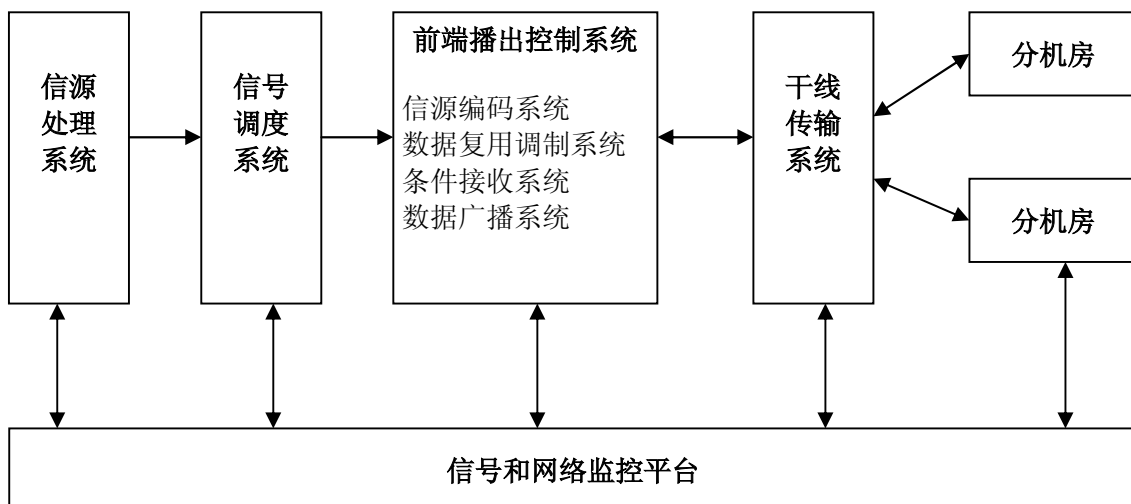 信源
处理
系统
信号
调度
系统
前端播出控制系统
信源编码系统
数据复用调制系统
条件接收系统
数据广播系统
干线
传输
系统
分机房
分机房
信号和网络监控平台